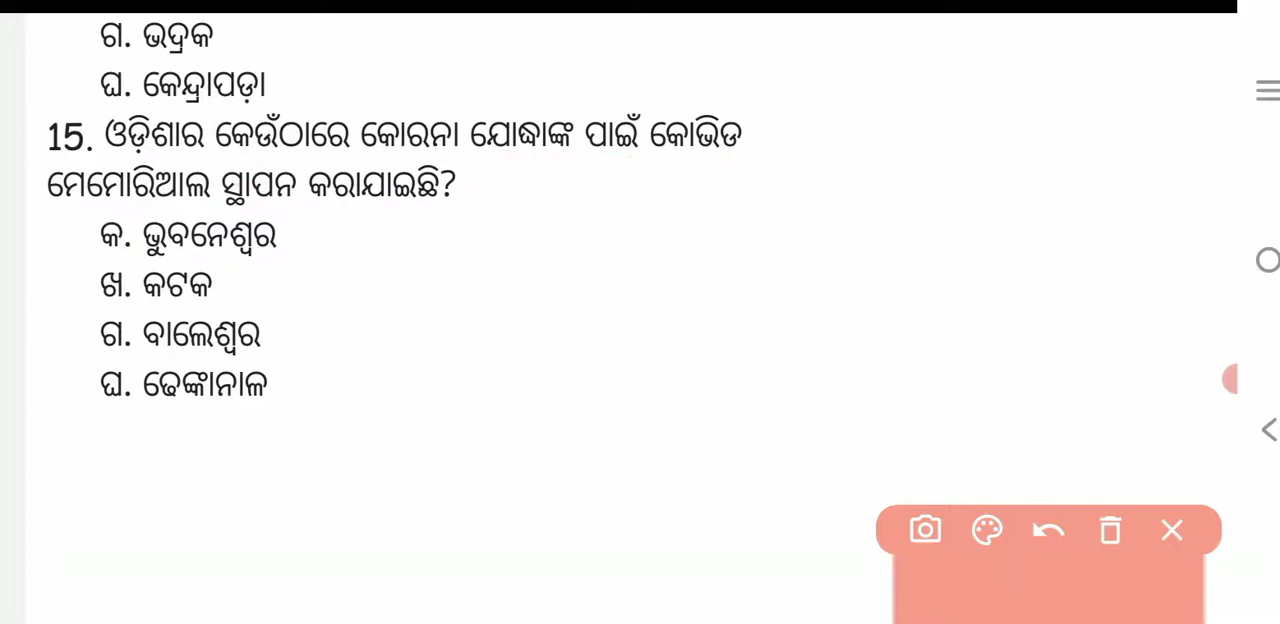 ଗ. ଭଦ୍ରକ
ଘ. କେନ୍ଦ୍ରାପଡ଼ା
15. ଓଡ଼ିଶାର କେଉଁଠାରେ କୋରନା ଯୋଦ୍ଧାଙ୍କ ପାଇଁ କୋଭିଡ
ମେମୋରିଆଲ ସ୍ଥାପନ କରାଯାଇଛି?
କ. ଭୁବନେଶ୍ୱର
ଖ. କଟକ
ଗ. ବାଲେଶ୍ୱର
ଘ. ଢେଙ୍କାନାଳ